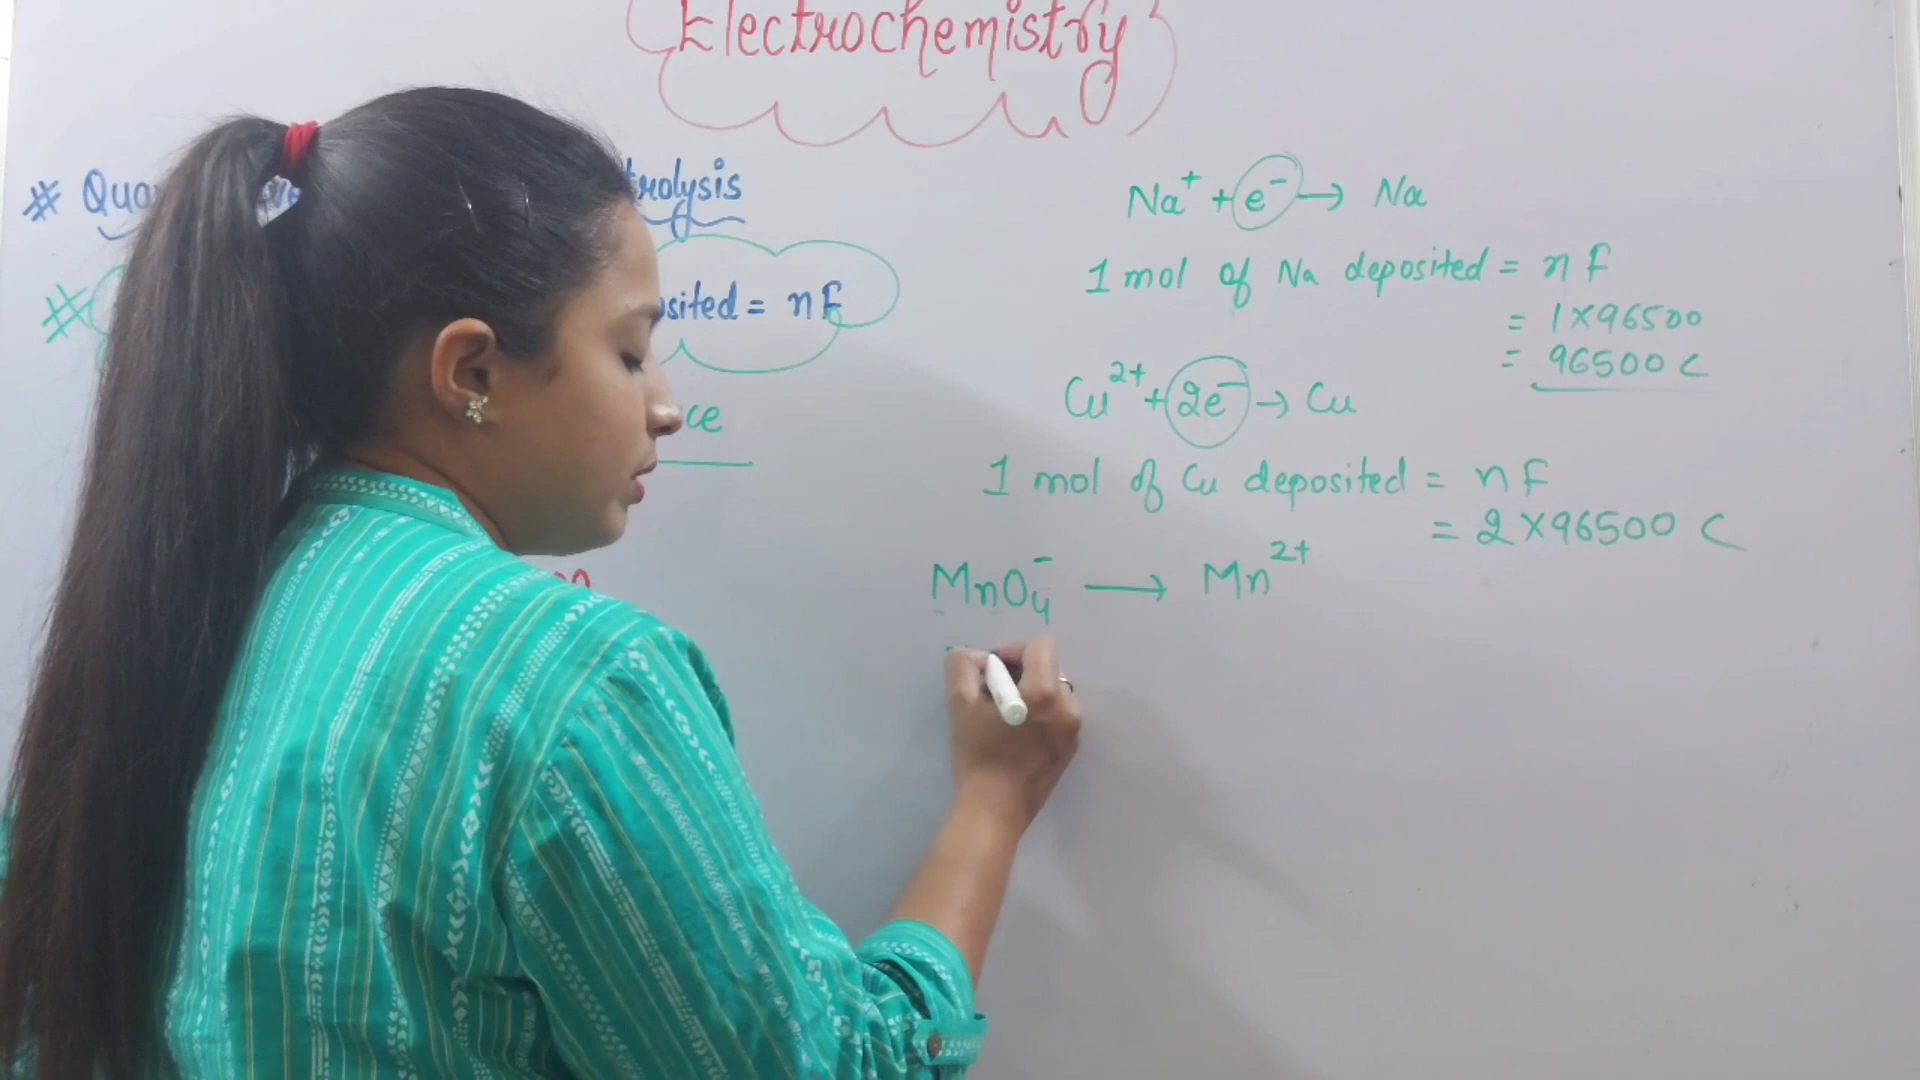 Electrochemistry
# Qua trolysis
# sited = nF
ce
Na⁺ + e⁻ → Na
1 mol of Na deposited = nF
= 1×96500
= 96500 C
Cu²⁺ + 2e⁻ → Cu
1 mol of Cu deposited = nF
= 2×96500 C
MnO₄⁻ → Mn²⁺